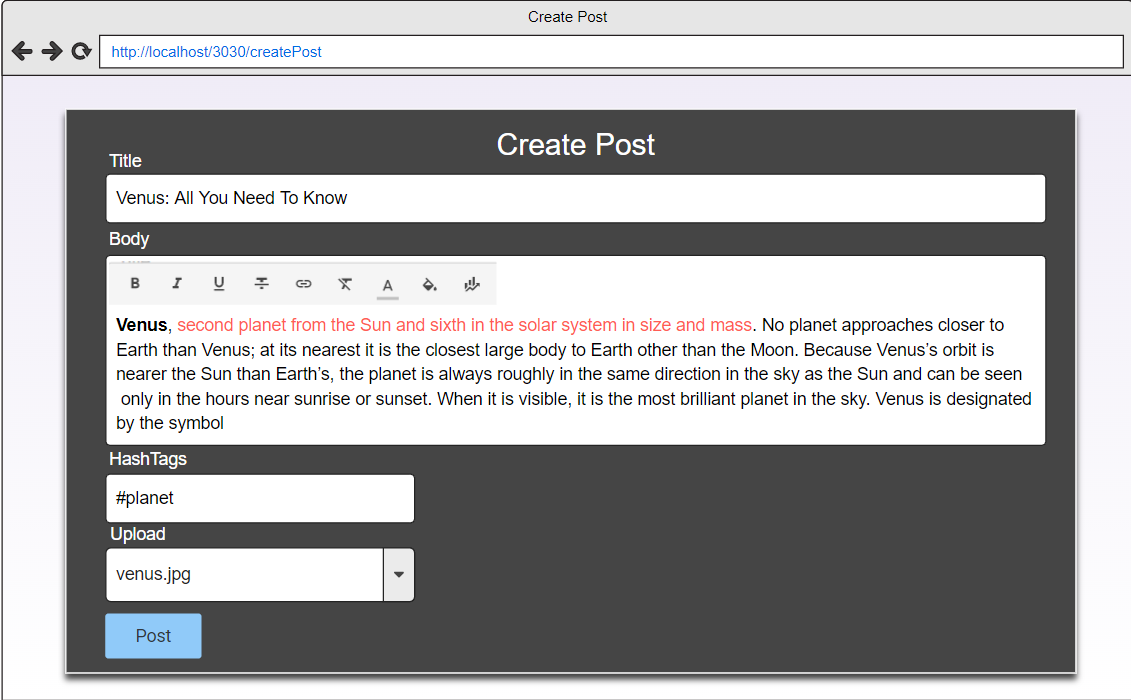 Create Post
http://localhost/3030/createPost
Create Post
Title
Venus: All You Need To Know
Body
B I U A
Venus, second planet from the Sun and sixth in the solar system in size and mass. No planet approaches closer to
Earth than Venus; at its nearest it is the closest large body to Earth other than the Moon. Because Venus’s orbit is
nearer the Sun than Earth’s, the planet is always roughly in the same direction in the sky as the Sun and can be seen
only in the hours near sunrise or sunset. When it is visible, it is the most brilliant planet in the sky. Venus is designated
by the symbol
HashTags
#planet
Upload
venus.jpg
Post